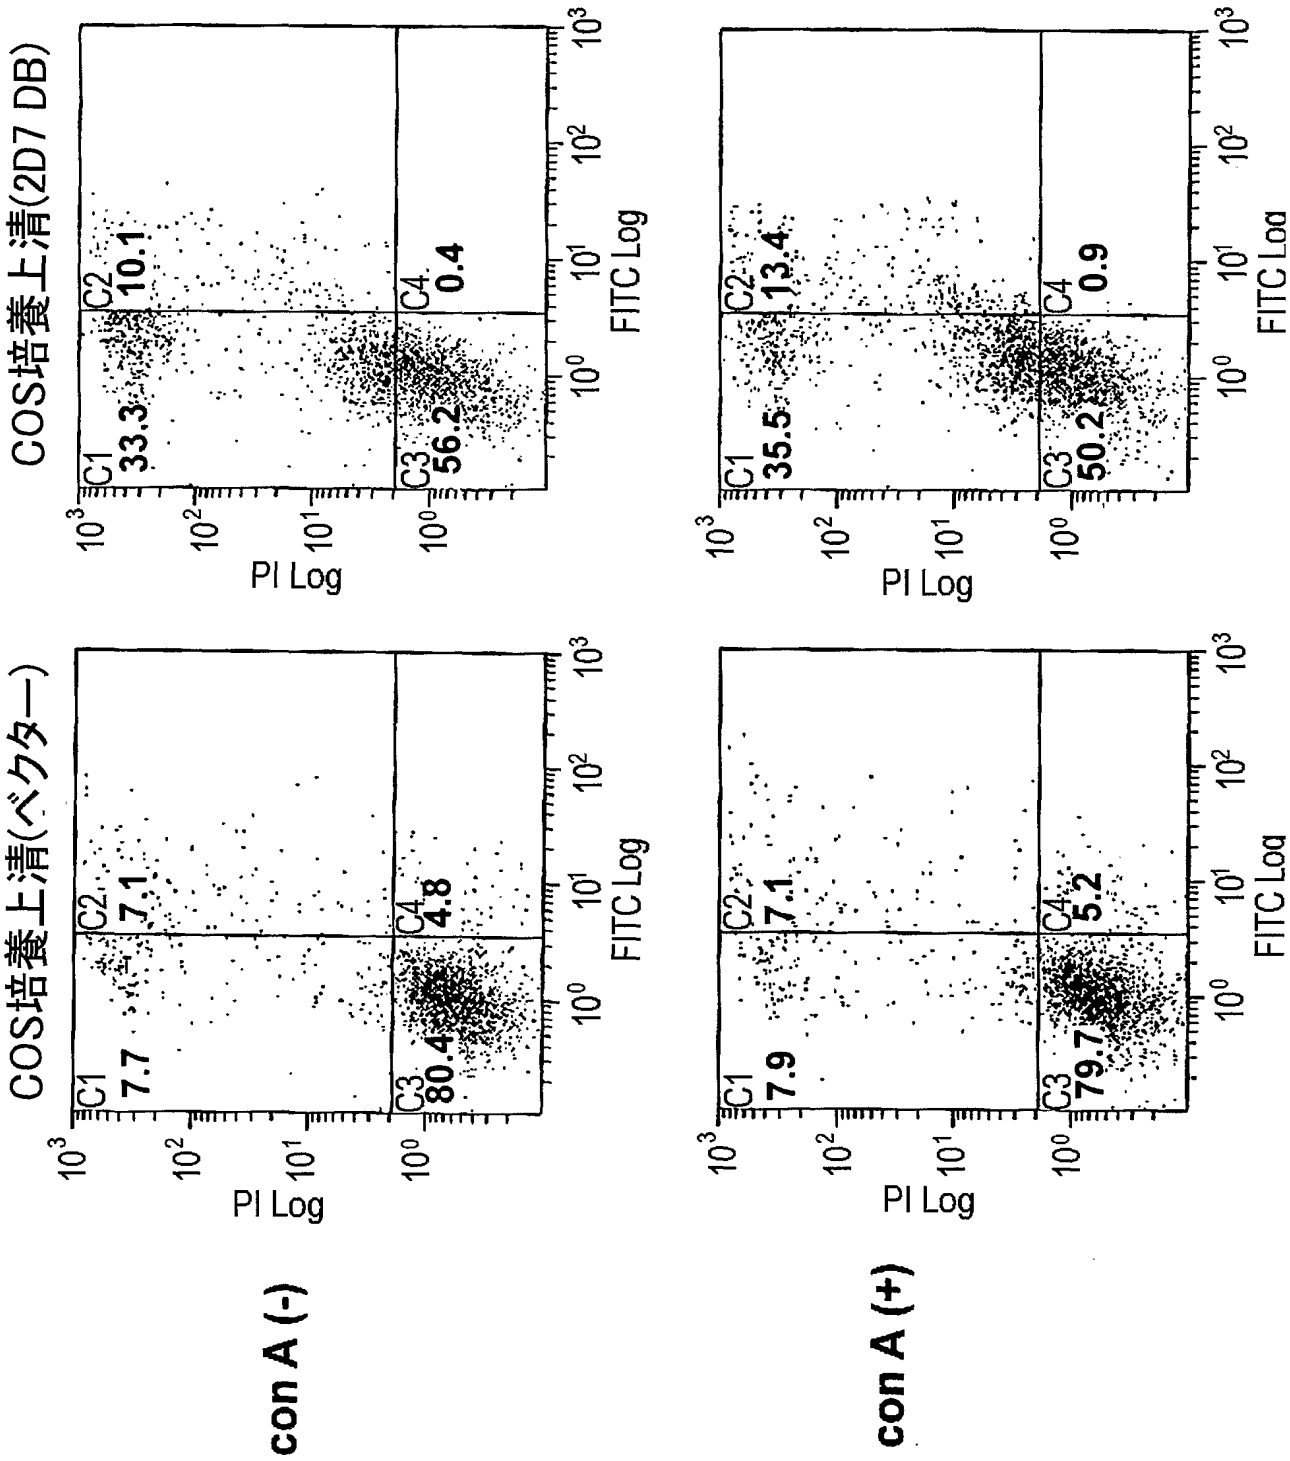 COS培養上清(ベクター)
COS培養上清(2D7 DB)
con A (-)
PI Log
10³
10²
10¹
10⁰
C1
7.7
C2
7.1
C3
80.4
C4
4.8
10⁰
10¹
10²
10³
FITC Log
PI Log
10³
10²
10¹
10⁰
C1
33.3
C2
10.1
C3
56.2
C4
0.4
10⁰
10¹
10²
10³
FITC Log
con A (+)
PI Log
10³
10²
10¹
10⁰
C1
7.9
C2
7.1
C3
79.7
C4
5.2
10⁰
10¹
10²
10³
FITC Log
PI Log
10³
10²
10¹
10⁰
C1
35.5
C2
13.4
C3
50.2
C4
0.9
10⁰
10¹
10²
10³
FITC Log